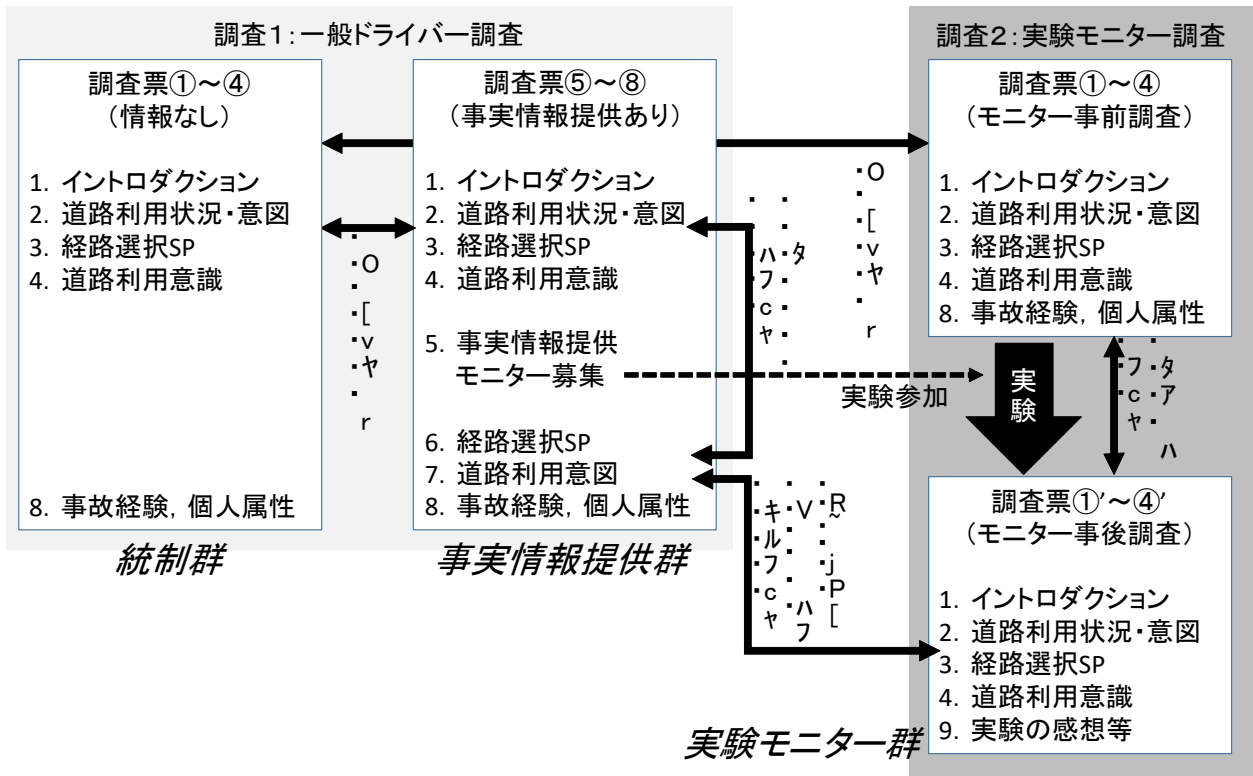 調査1:一般ドライバー調査
調査票①~④
(情報なし)
1. イントロダクション
2. 道路利用状況・意図
3. 経路選択SP
4. 道路利用意識
8. 事故経験, 個人属性
統制群
調査票⑤~⑧
(事実情報提供あり)
1. イントロダクション
2. 道路利用状況・意図
3. 経路選択SP
4. 道路利用意識
5. 事実情報提供
モニター募集
6. 経路選択SP
7. 道路利用意図
8. 事故経験, 個人属性
事実情報提供群
実験参加
調査2:実験モニター調査
調査票①~④
(モニター事前調査)
1. イントロダクション
2. 道路利用状況・意図
3. 経路選択SP
4. 道路利用意識
8. 事故経験, 個人属性
実験
調査票①′~④′
(モニター事後調査)
1. イントロダクション
2. 道路利用状況・意図
3. 経路選択SP
4. 道路利用意識
9. 実験の感想等
実験モニター群